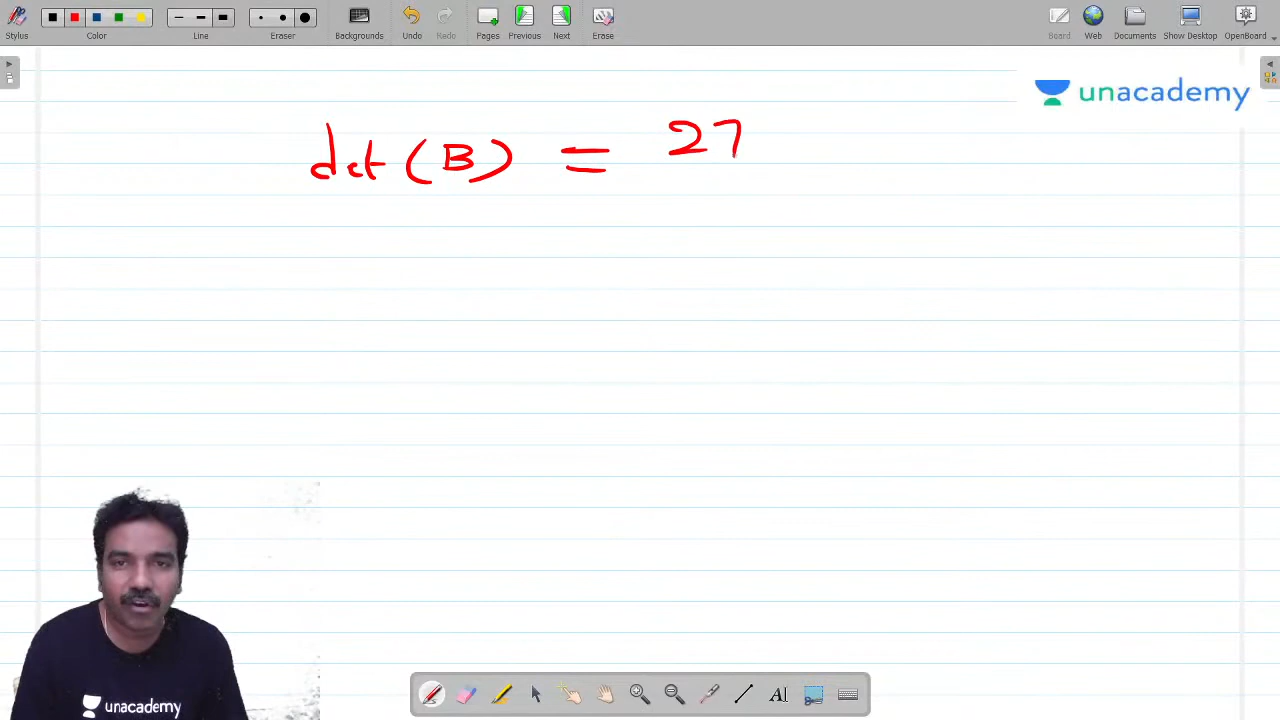 Stylus Color Line Eraser Backgrounds Undo Redo Pages Previous Next Erase Board Web Documents Show Desktop OpenBoard
unacademy
det(B) = 27
unacademy
AI